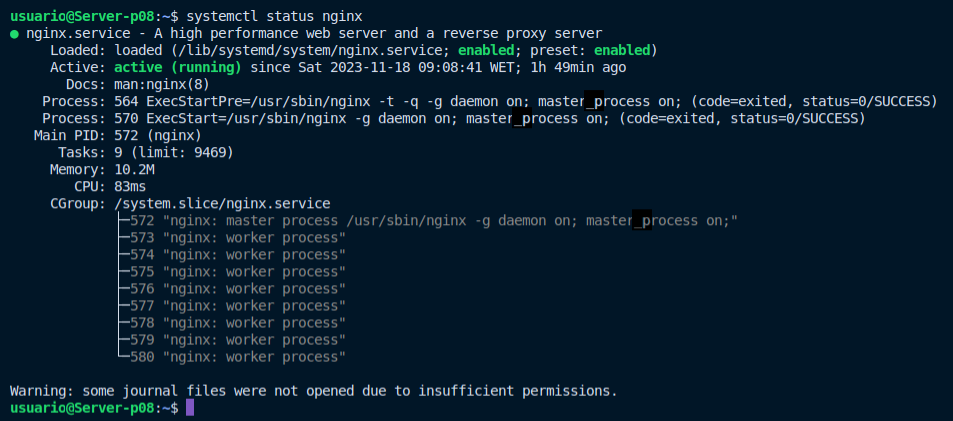 usuario@Server-p08:~$ systemctl status nginx
● nginx.service - A high performance web server and a reverse proxy server
Loaded: loaded (/lib/systemd/system/nginx.service; enabled; preset: enabled)
Active: active (running) since Sat 2023-11-18 09:08:41 WET; 1h 49min ago
Docs: man:nginx(8)
Process: 564 ExecStartPre=/usr/sbin/nginx -t -q -g daemon on; master_process on; (code=exited, status=0/SUCCESS)
Process: 570 ExecStart=/usr/sbin/nginx -g daemon on; master_process on; (code=exited, status=0/SUCCESS)
Main PID: 572 (nginx)
Tasks: 9 (limit: 9469)
Memory: 10.2M
CPU: 83ms
CGroup: /system.slice/nginx.service
├─572 "nginx: master process /usr/sbin/nginx -g daemon on; master_process on;"
├─573 "nginx: worker process"
├─574 "nginx: worker process"
├─575 "nginx: worker process"
├─576 "nginx: worker process"
├─577 "nginx: worker process"
├─578 "nginx: worker process"
├─579 "nginx: worker process"
└─580 "nginx: worker process"
Warning: some journal files were not opened due to insufficient permissions.
usuario@Server-p08:~$